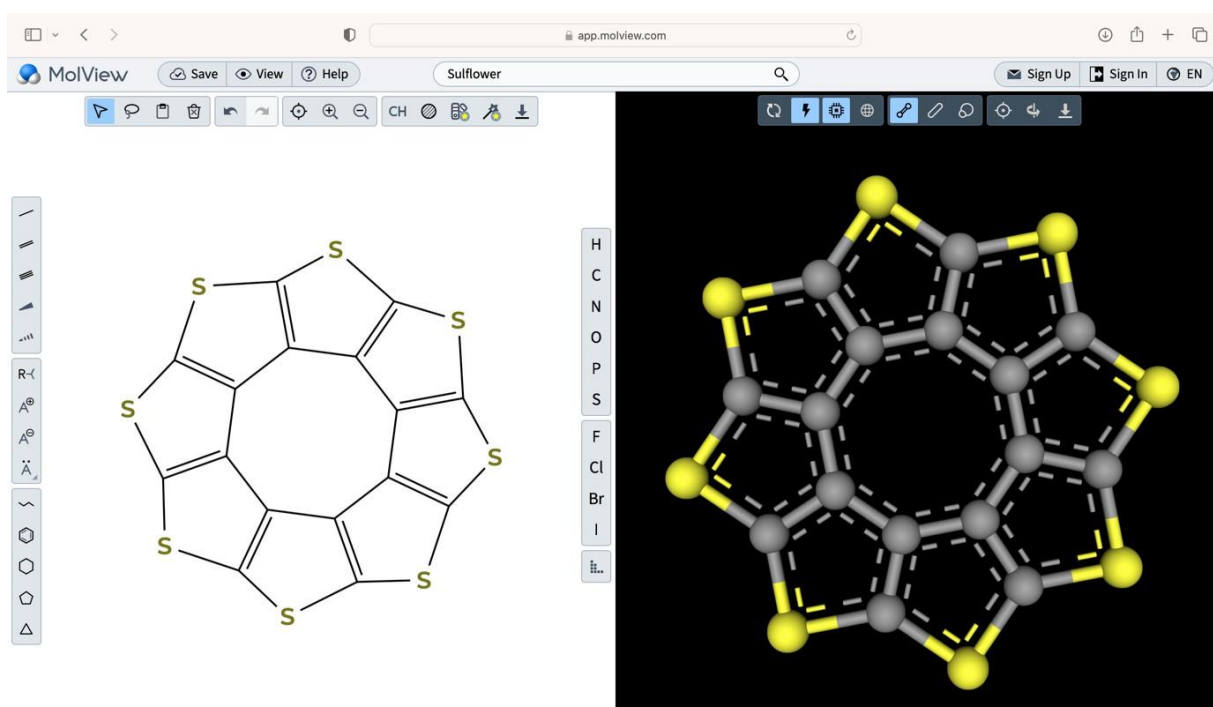 app.molview.com
MolView Save View Help Sulflower Sign Up Sign In EN
CH
R
A⊕
A⊖
Ä
H
C
N
O
P
S
F
Cl
Br
I
S
S
S
S
S
S
S
S